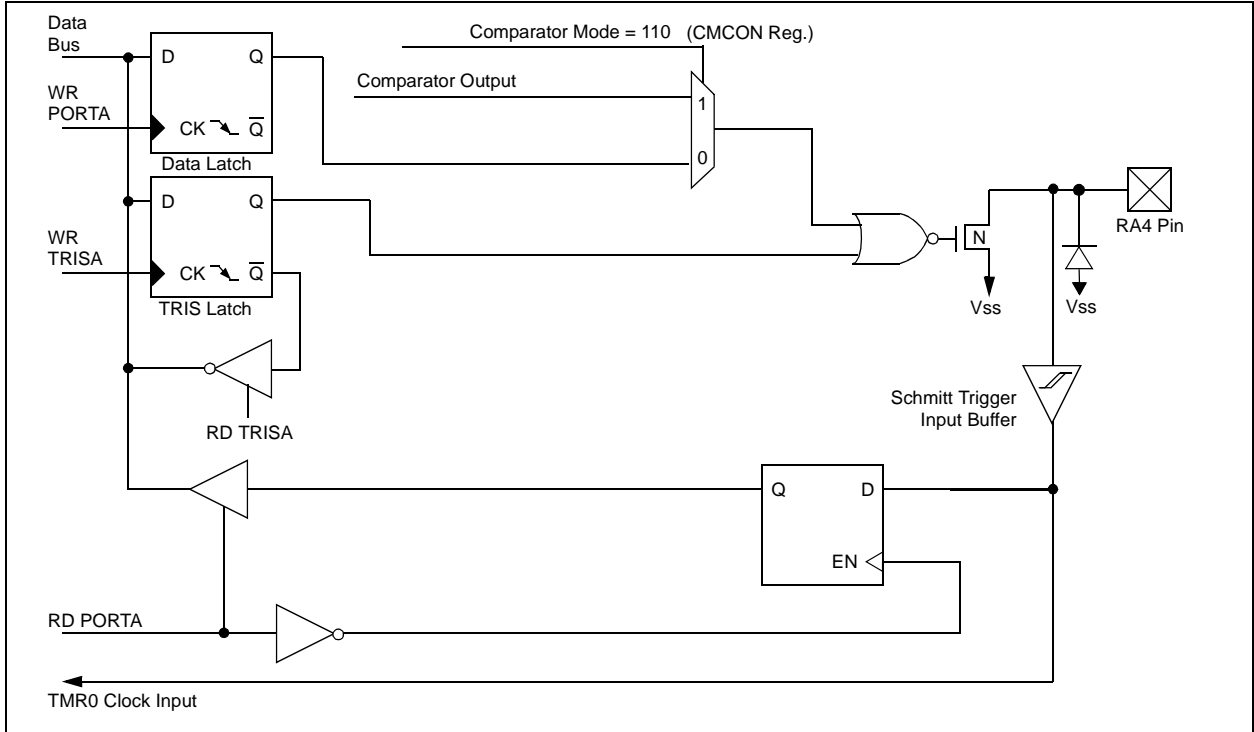 Data
Bus
D Q
WR
PORTA
CK Q
Data Latch
Comparator Mode = 110 (CMCON Reg.)
Comparator Output
1
0
D Q
WR
TRISA
CK Q
TRIS Latch
N
Vss
Vss
RA4 Pin
RD TRISA
Schmitt Trigger
Input Buffer
Q D
EN
RD PORTA
TMR0 Clock Input